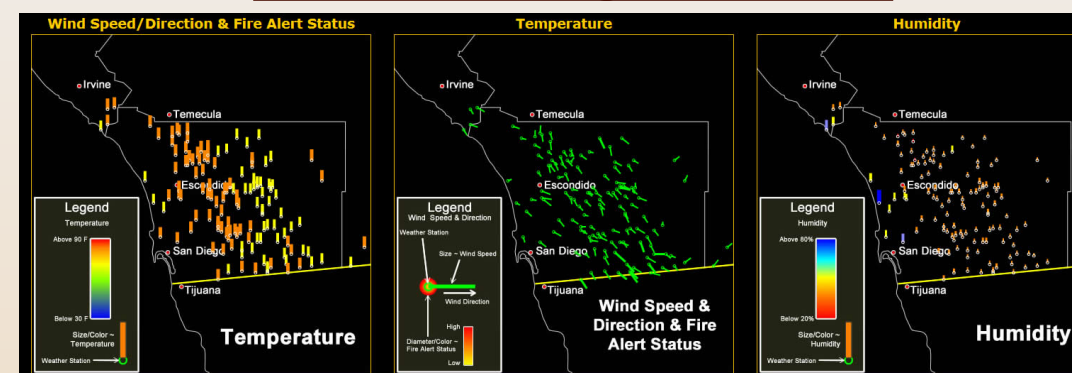 Wind Speed/Direction & Fire Alert Status
Irvine
Temecula
Escondido
San Diego
Tijuana
Legend
Temperature
Above 90 F
Below 30 F
Size/Color ~
Temperature
Weather Station
Temperature
Temperature
Irvine
Temecula
Escondido
San Diego
Tijuana
Legend
Wind Speed & Direction
Weather Station
Size ~ Wind Speed
Wind Direction
High
Diameter/Color ~
Fire Alert Status
Low
Wind Speed &
Direction & Fire
Alert Status
Humidity
Irvine
Temecula
Escondido
San Diego
Tijuana
Legend
Humidity
Above 80%
Below 20%
Size/Color ~
Humidity
Weather Station
Humidity